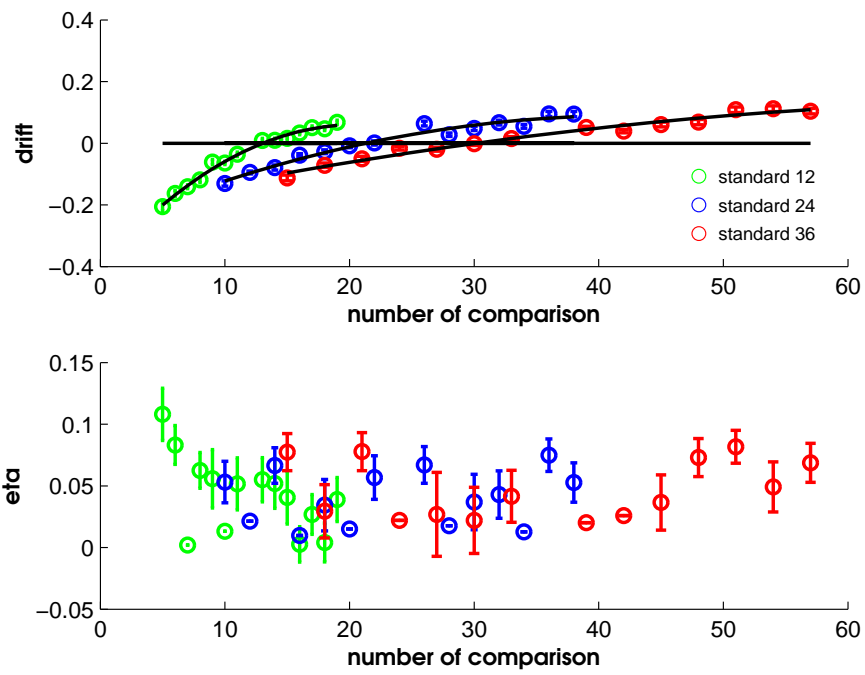 0.4
0.2
0
−0.2
−0.4
drift
0 10 20 30 40 50 60
number of comparison
standard 12
standard 24
standard 36
0.15
0.1
0.05
0
−0.05
eta
0 10 20 30 40 50 60
number of comparison